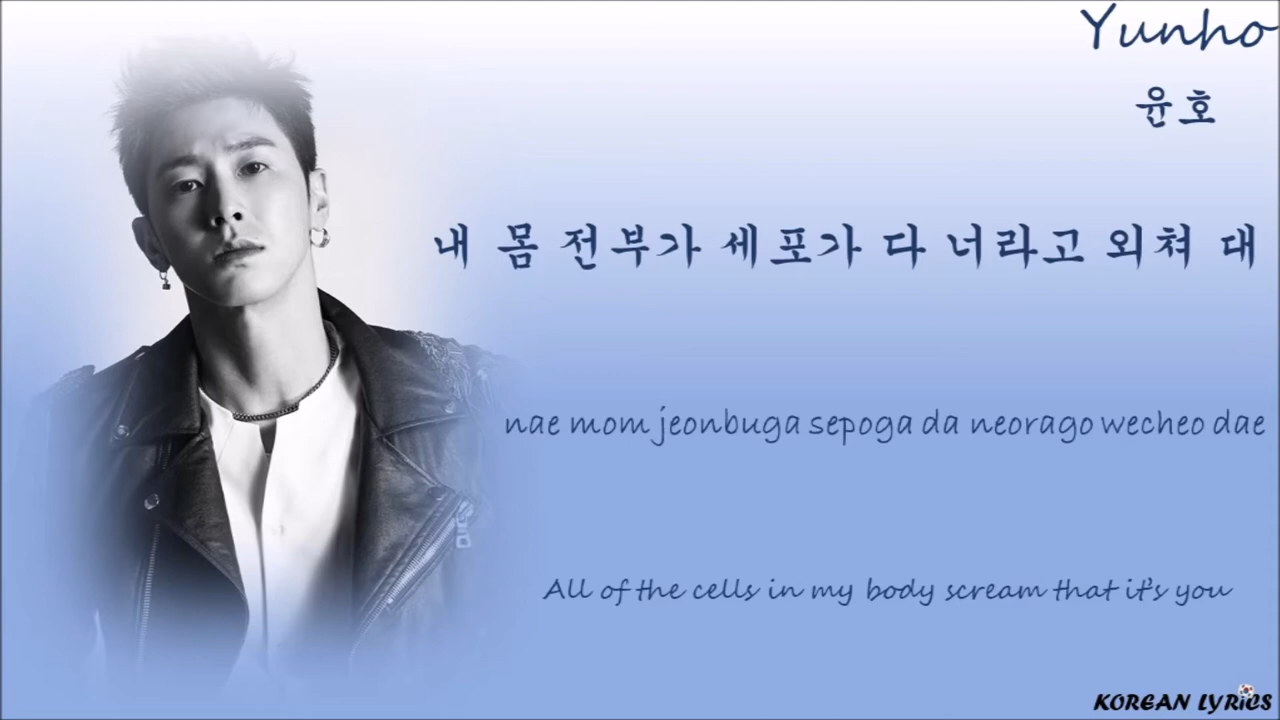 Yunho
윤호
내 몸 전부가 세포가 다 너라고 외쳐 대
nae mom jeonbuga sepoga da neorago wecheo dae
All of the cells in my body scream that it's you
KOREAN LYRICS